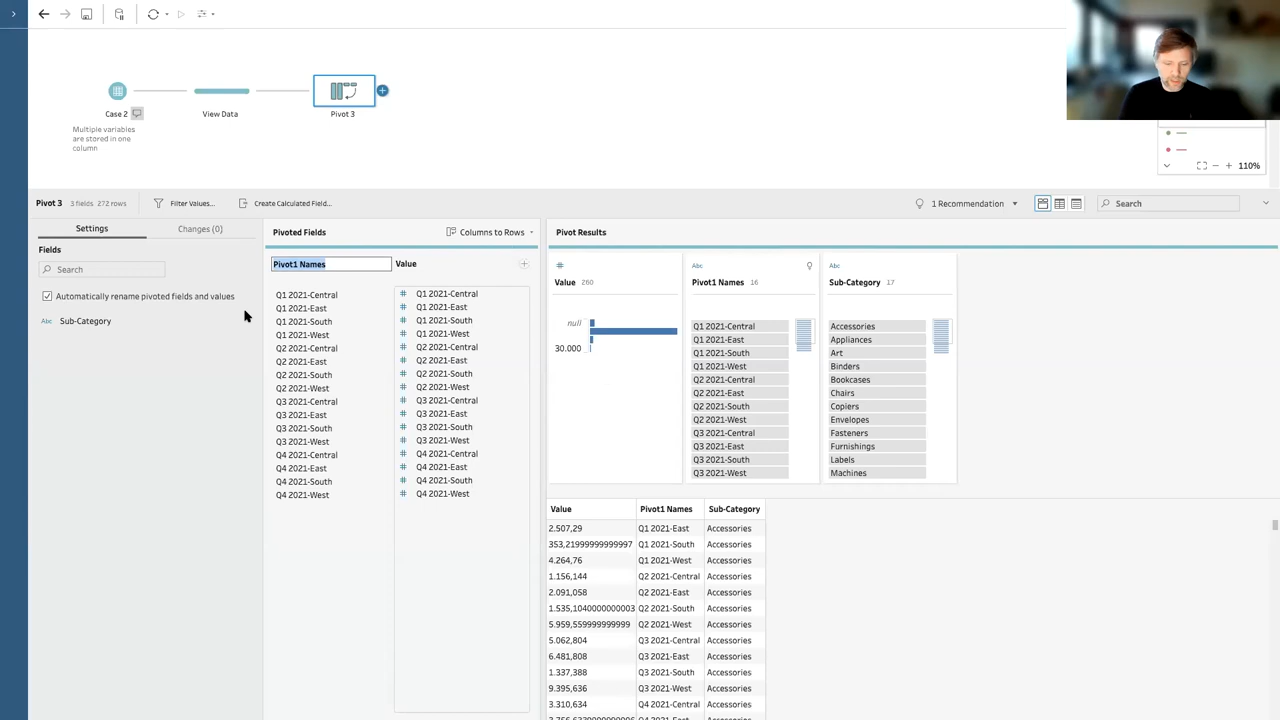 Case 2
View Data
Pivot 3
Multiple variables
are stored in one
column
110%
Pivot 3 3 fields 272 rows Filter Values... Create Calculated Field... 1 Recommendation Search
Settings Changes (0)
Fields
Search
Automatically rename pivoted fields and values
Abc Sub-Category
Pivoted Fields Columns to Rows
Pivot1 Names Value
Q1 2021-Central # Q1 2021-Central
Q1 2021-East # Q1 2021-East
Q1 2021-South # Q1 2021-South
Q1 2021-West # Q1 2021-West
Q2 2021-Central # Q2 2021-Central
Q2 2021-East # Q2 2021-East
Q2 2021-South # Q2 2021-South
Q2 2021-West # Q2 2021-West
Q3 2021-Central # Q3 2021-Central
Q3 2021-East # Q3 2021-East
Q3 2021-South # Q3 2021-South
Q3 2021-West # Q3 2021-West
Q4 2021-Central # Q4 2021-Central
Q4 2021-East # Q4 2021-East
Q4 2021-South # Q4 2021-South
Q4 2021-West # Q4 2021-West
Pivot Results
#
Value 260
null
30.000
Abc
Pivot1 Names 16
Q1 2021-Central
Q1 2021-East
Q1 2021-South
Q1 2021-West
Q2 2021-Central
Q2 2021-East
Q2 2021-South
Q2 2021-West
Q3 2021-Central
Q3 2021-East
Q3 2021-South
Q3 2021-West
Abc
Sub-Category 17
Accessories
Appliances
Art
Binders
Bookcases
Chairs
Copiers
Envelopes
Fasteners
Furnishings
Labels
Machines
Value Pivot1 Names Sub-Category
2.507,29 Q1 2021-East Accessories
353,21999999999997 Q1 2021-South Accessories
4.264,76 Q1 2021-West Accessories
1.156,144 Q2 2021-Central Accessories
2.091,058 Q2 2021-East Accessories
1.535,1040000000003 Q2 2021-South Accessories
5.959,559999999999 Q2 2021-West Accessories
5.062,804 Q3 2021-Central Accessories
6.481,808 Q3 2021-East Accessories
1.337,388 Q3 2021-South Accessories
9.395,636 Q3 2021-West Accessories
3.310,634 Q4 2021-Central Accessories
Q4 2021-East Accessories